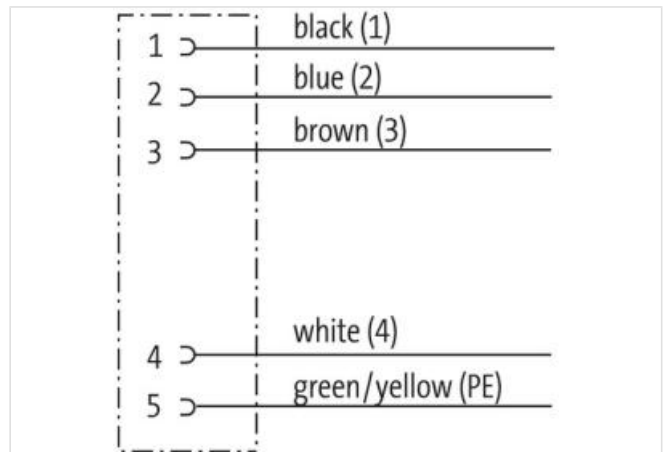 1 black (1)
2 blue (2)
3 brown (3)
4 white (4)
5 green/yellow (PE)